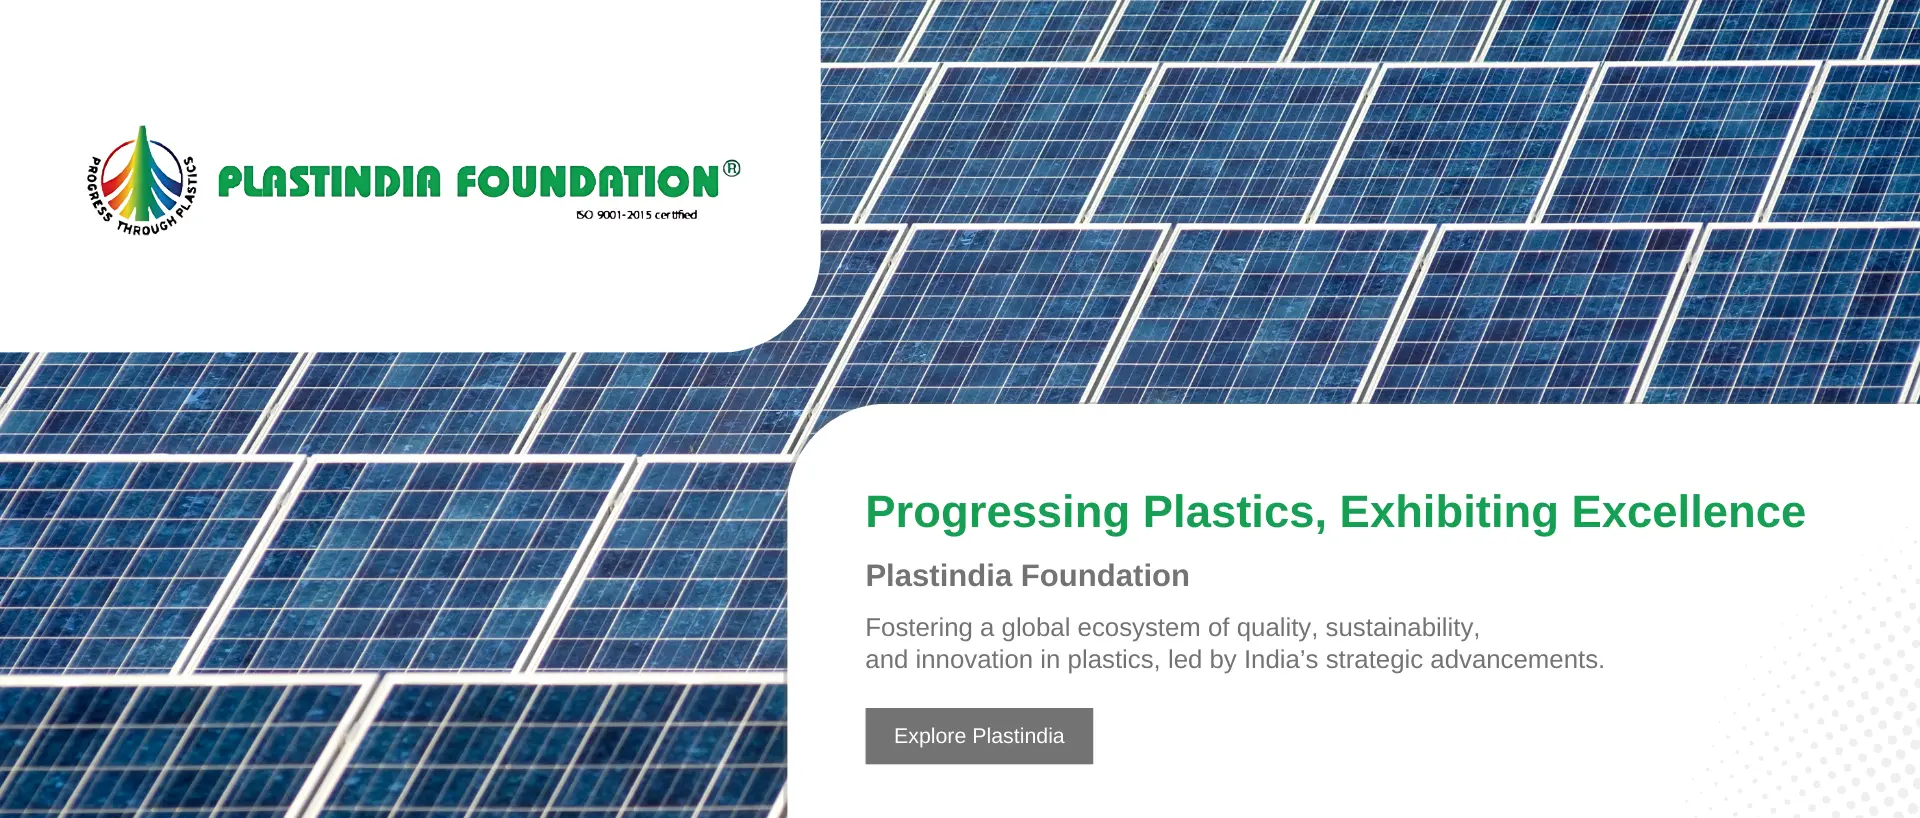 PROGRESS THROUGH PLASTICS
PLASTINDIA FOUNDATION®
ISO 9001-2015 certified
Progressing Plastics, Exhibiting Excellence
Plastindia Foundation
Fostering a global ecosystem of quality, sustainability,
and innovation in plastics, led by India’s strategic advancements.
Explore Plastindia